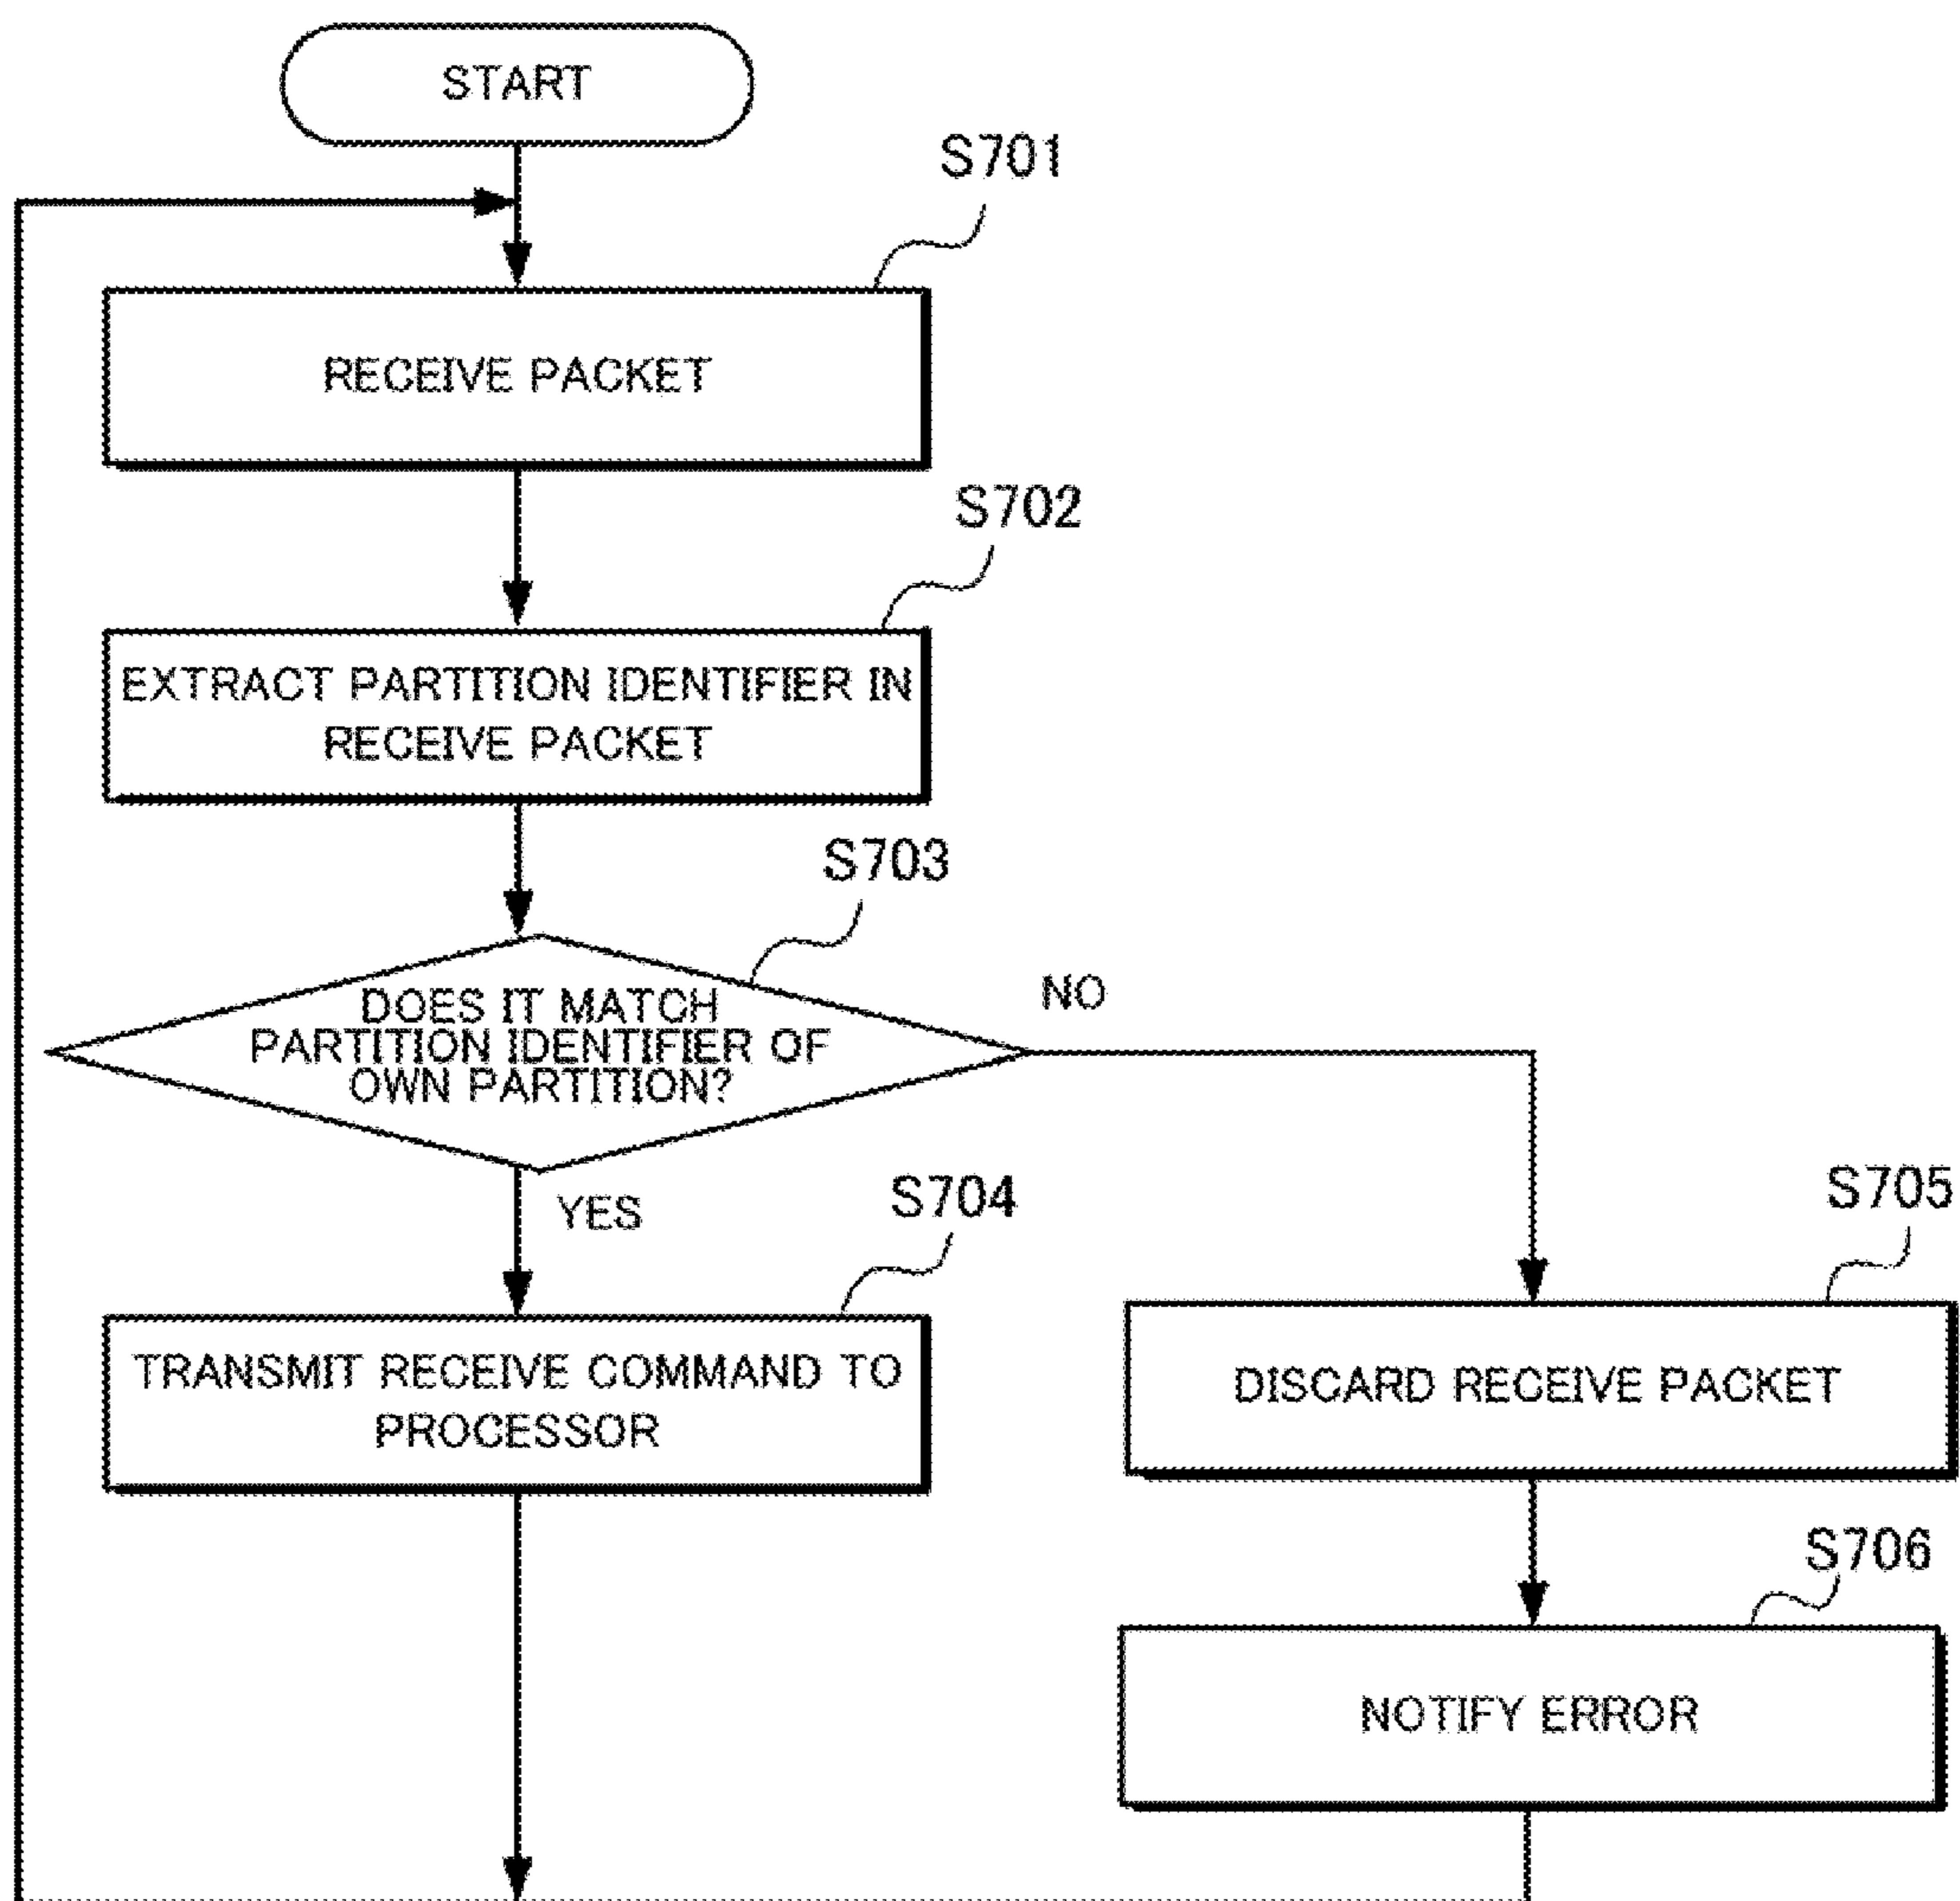 START
S701
RECEIVE PACKET
S702
EXTRACT PARTITION IDENTIFIER IN
RECEIVE PACKET
S703
DOES IT MATCH
PARTITION IDENTIFIER OF
OWN PARTITION?
NO
YES
S704
TRANSMIT RECEIVE COMMAND TO
PROCESSOR
S705
DISCARD RECEIVE PACKET
S706
NOTIFY ERROR